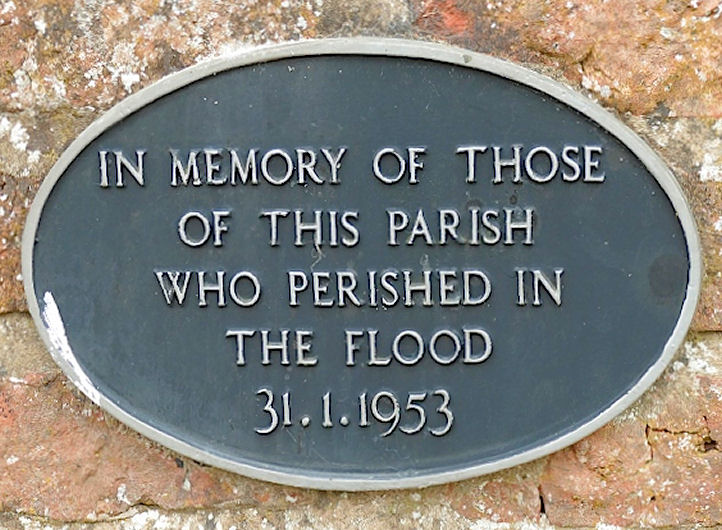 IN MEMORY OF THOSE
OF THIS PARISH
WHO PERISHED IN
THE FLOOD
31.1.1953